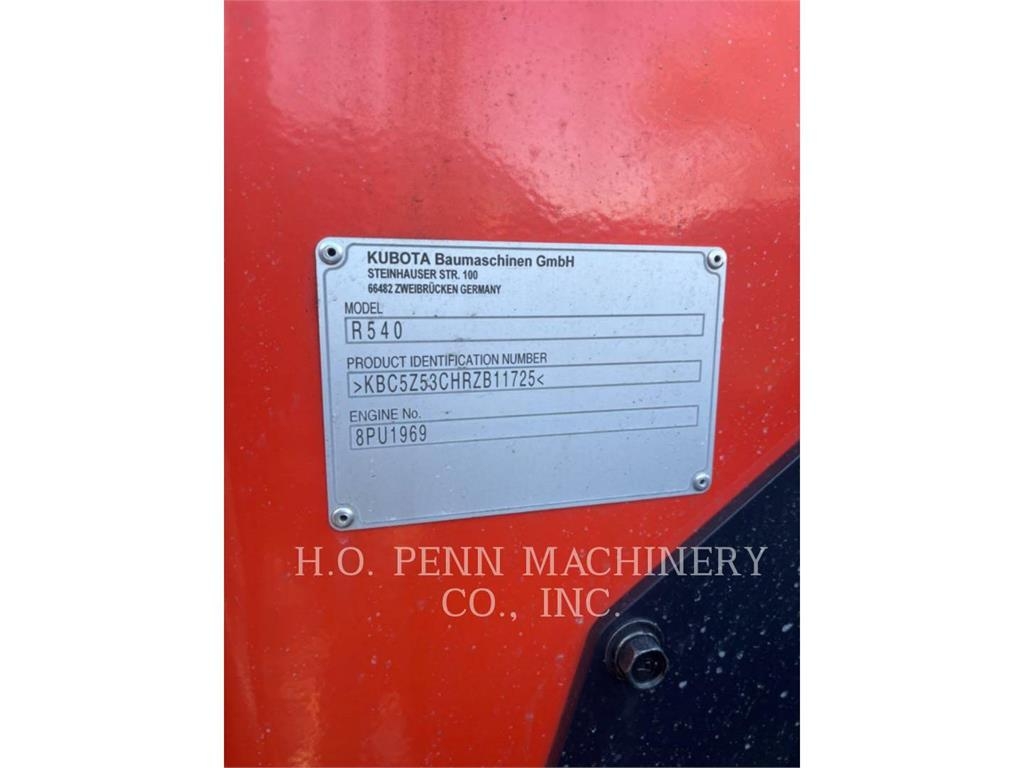 KUBOTA Baumaschinen GmbH
STEINHAUSER STR. 100
66482 ZWEIBRÜCKEN GERMANY
MODEL
R540
PRODUCT IDENTIFICATION NUMBER
>KBC5Z53CHRZB11725<
ENGINE No.
8PU1969
H.O. PENN MACHINERY
CO., INC.